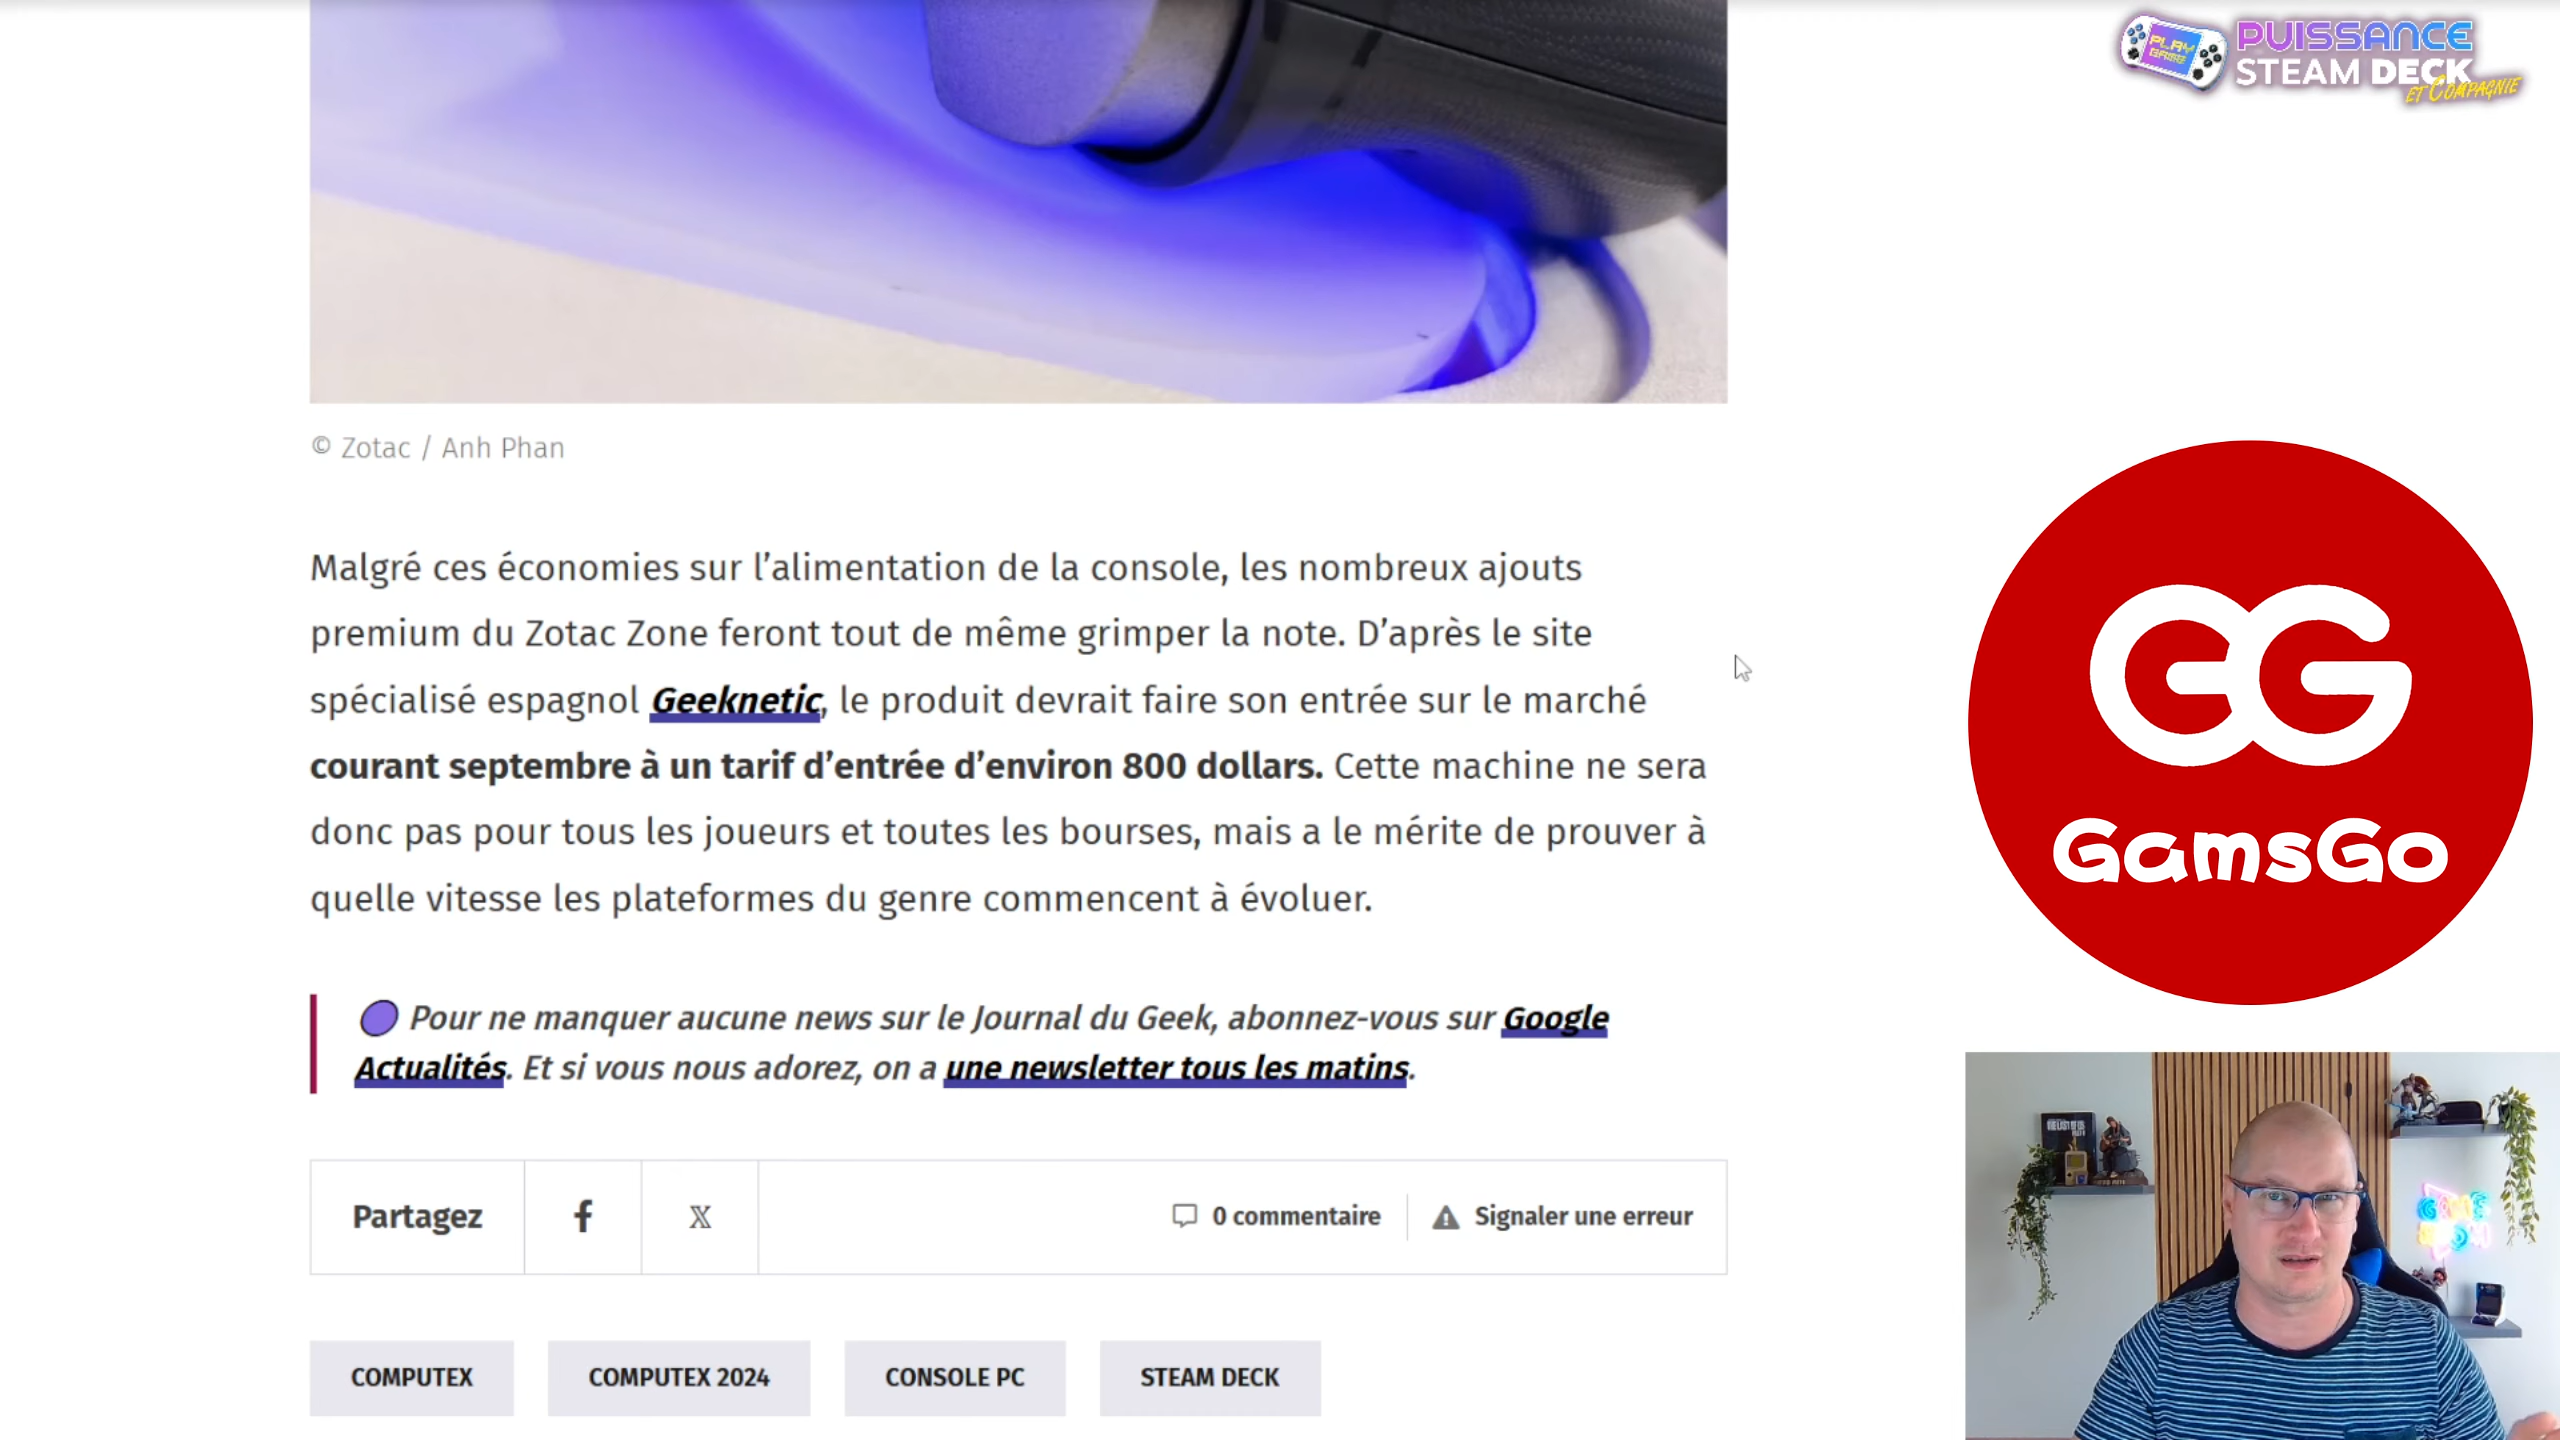 PLAY
GAME
PUISSANCE
STEAM DECK
ET COMPAGNIE
© Zotac / Anh Phan
Malgré ces économies sur l’alimentation de la console, les nombreux ajouts
premium du Zotac Zone feront tout de même grimper la note. D’après le site
spécialisé espagnol Geeknetic, le produit devrait faire son entrée sur le marché
courant septembre à un tarif d’entrée d’environ 800 dollars. Cette machine ne sera
donc pas pour tous les joueurs et toutes les bourses, mais a le mérite de prouver à
quelle vitesse les plateformes du genre commencent à évoluer.
GG
GamsGo
Pour ne manquer aucune news sur le Journal du Geek, abonnez-vous sur Google
Actualités. Et si vous nous adorez, on a une newsletter tous les matins.
Partagez
f
X
0 commentaire
Signaler une erreur
COMPUTEX
COMPUTEX 2024
CONSOLE PC
STEAM DECK
THE LAST OF US
GAME